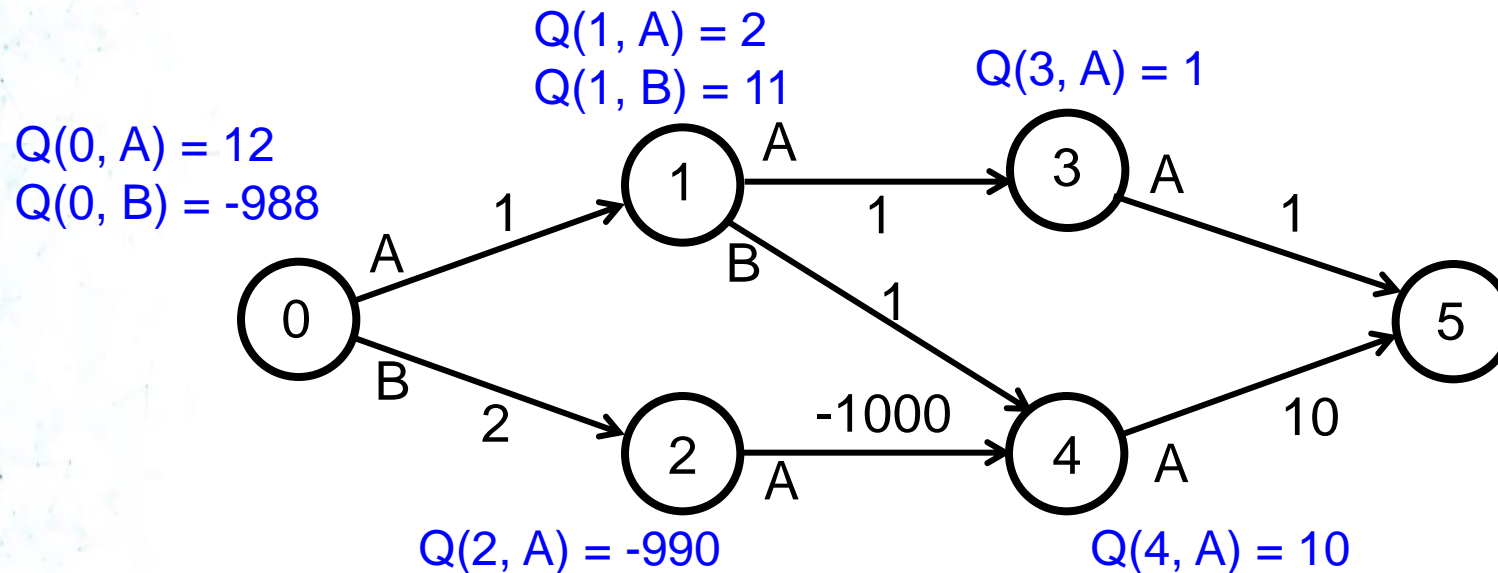 Q(1, A) = 2
Q(1, B) = 11
Q(3, A) = 1
Q(0, A) = 12
Q(0, B) = -988
A
1
3
A
1
1
1
A
B
1
0
5
B
2
-1000
10
2
A
4
A
Q(2, A) = -990
Q(4, A) = 10